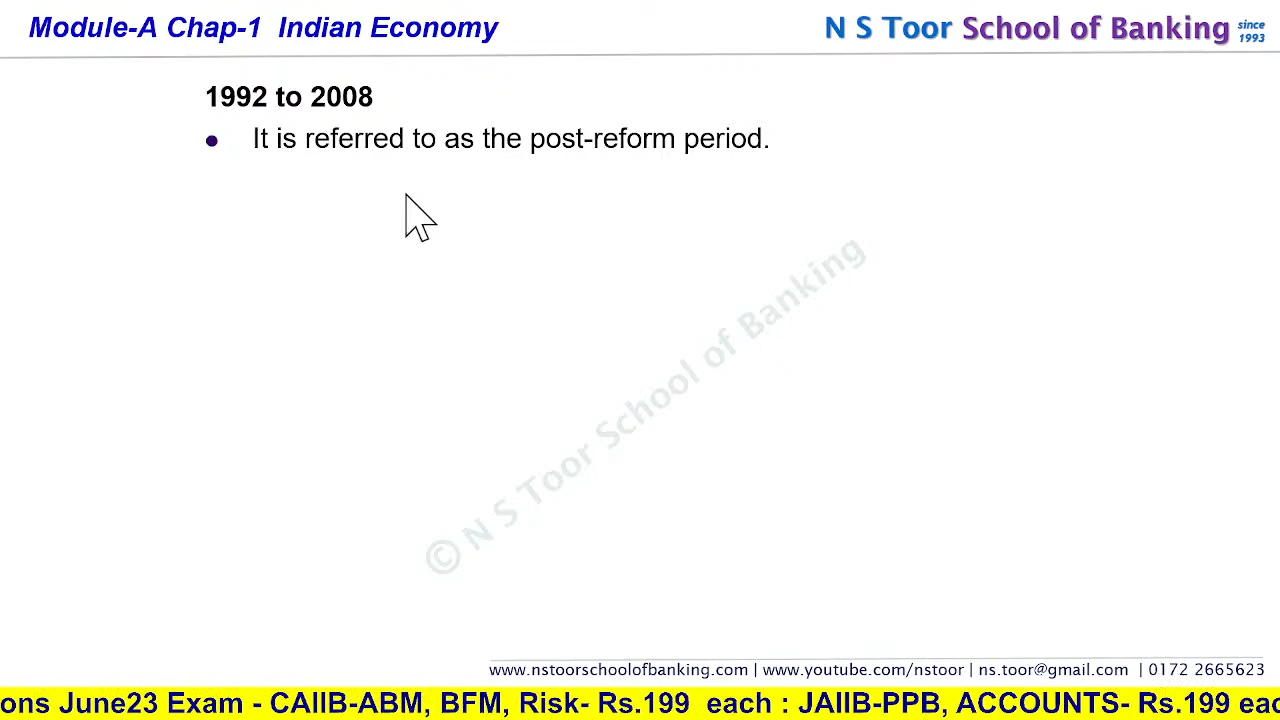 Module-A Chap-1 Indian Economy
N S Toor School of Banking since 1993
1992 to 2008
• It is referred to as the post-reform period.
© N S Toor School of Banking
www.nstoorschoolofbanking.com | www.youtube.com/nstoor | ns.toor@gmail.com | 0172 2665623
ons June23 Exam - CAIIB-ABM, BFM, Risk- Rs.199 each : JAIIB-PPB, ACCOUNTS- Rs.199 eac